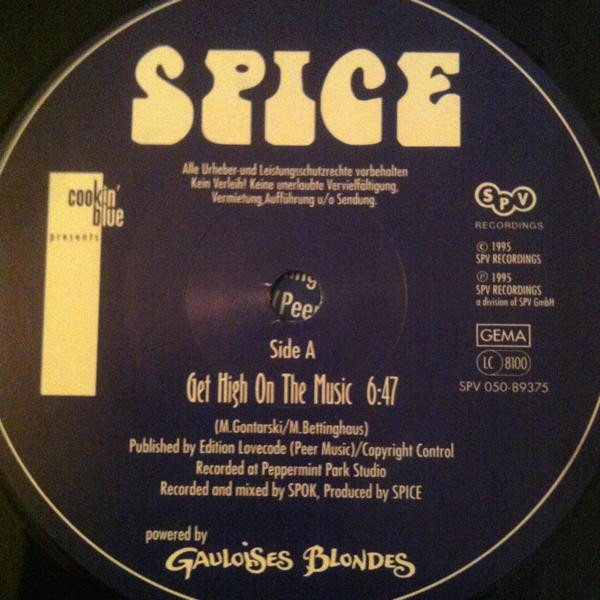 SPICE
Alle Urheber-und Leistungsschutzrechte vorbehalten
Kein Verleih! Keine unerlaubte Vervielfältigung,
Vermietung,Aufführung u/o Sendung.
cookin'
blue
presents
SPV
RECORDINGS
© 1995
SPV RECORDINGS
℗ 1995
SPV RECORDINGS
a division of SPV GmbH
GEMA
LC 8100
SPV 050-89375
(Peer
Side A
Get High On The Music 6:47
(M.Gontarski/M.Bettinghaus)
Published by Edition Lovecode (Peer Music)/Copyright Control
Recorded at Peppermint Park Studio
Recorded and mixed by SPOK, Produced by SPICE
powered by
GAULOISES BLONDES